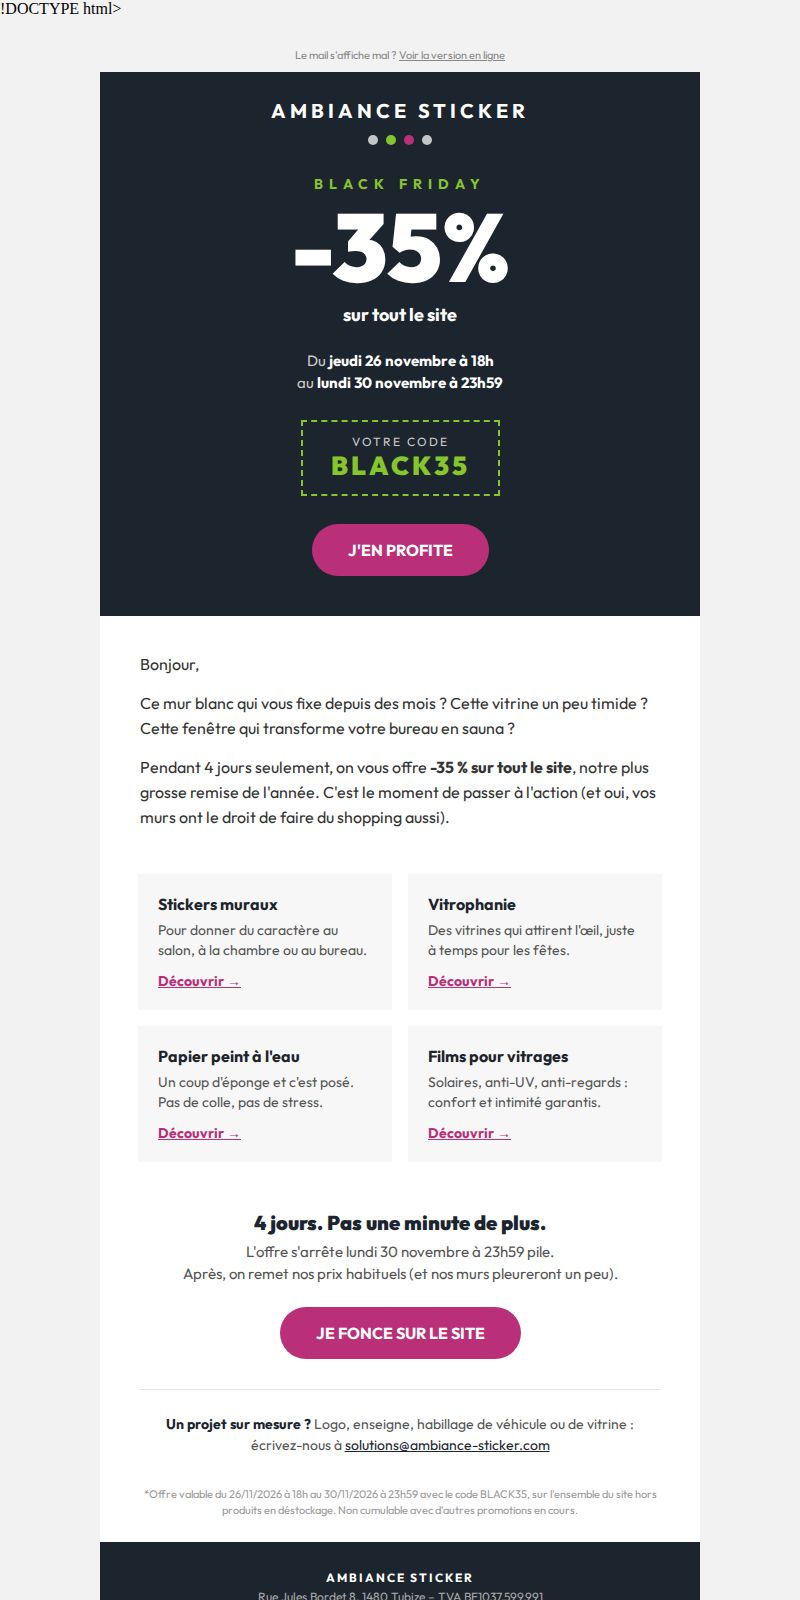 !DOCTYPE html>
Le mail s'affiche mal ? Voir la version en ligne
AMBIANCE STICKER
BLACK FRIDAY
-35%
sur tout le site
Du jeudi 26 novembre à 18h
au lundi 30 novembre à 23h59
VOTRE CODE
BLACK35
J'EN PROFITE
Bonjour,
Ce mur blanc qui vous fixe depuis des mois ? Cette vitrine un peu timide ?
Cette fenêtre qui transforme votre bureau en sauna ?
Pendant 4 jours seulement, on vous offre -35 % sur tout le site, notre plus
grosse remise de l'année. C'est le moment de passer à l'action (et oui, vos
murs ont le droit de faire du shopping aussi).
Stickers muraux
Pour donner du caractère au
salon, à la chambre ou au bureau.
Découvrir →
Vitrophanie
Des vitrines qui attirent l'œil, juste
à temps pour les fêtes.
Découvrir →
Papier peint à l'eau
Un coup d'éponge et c'est posé.
Pas de colle, pas de stress.
Découvrir →
Films pour vitrages
Solaires, anti-UV, anti-regards :
confort et intimité garantis.
Découvrir →
4 jours. Pas une minute de plus.
L'offre s'arrête lundi 30 novembre à 23h59 pile.
Après, on remet nos prix habituels (et nos murs pleureront un peu).
JE FONCE SUR LE SITE
Un projet sur mesure ? Logo, enseigne, habillage de véhicule ou de vitrine :
écrivez-nous à solutions@ambiance-sticker.com
*Offre valable du 26/11/2026 à 18h au 30/11/2026 à 23h59 avec le code BLACK35, sur l'ensemble du site hors
produits en déstockage. Non cumulable avec d'autres promotions en cours.
AMBIANCE STICKER
Rue Jules Bordet 8, 1480 Tubize – TVA BE1037.599.991